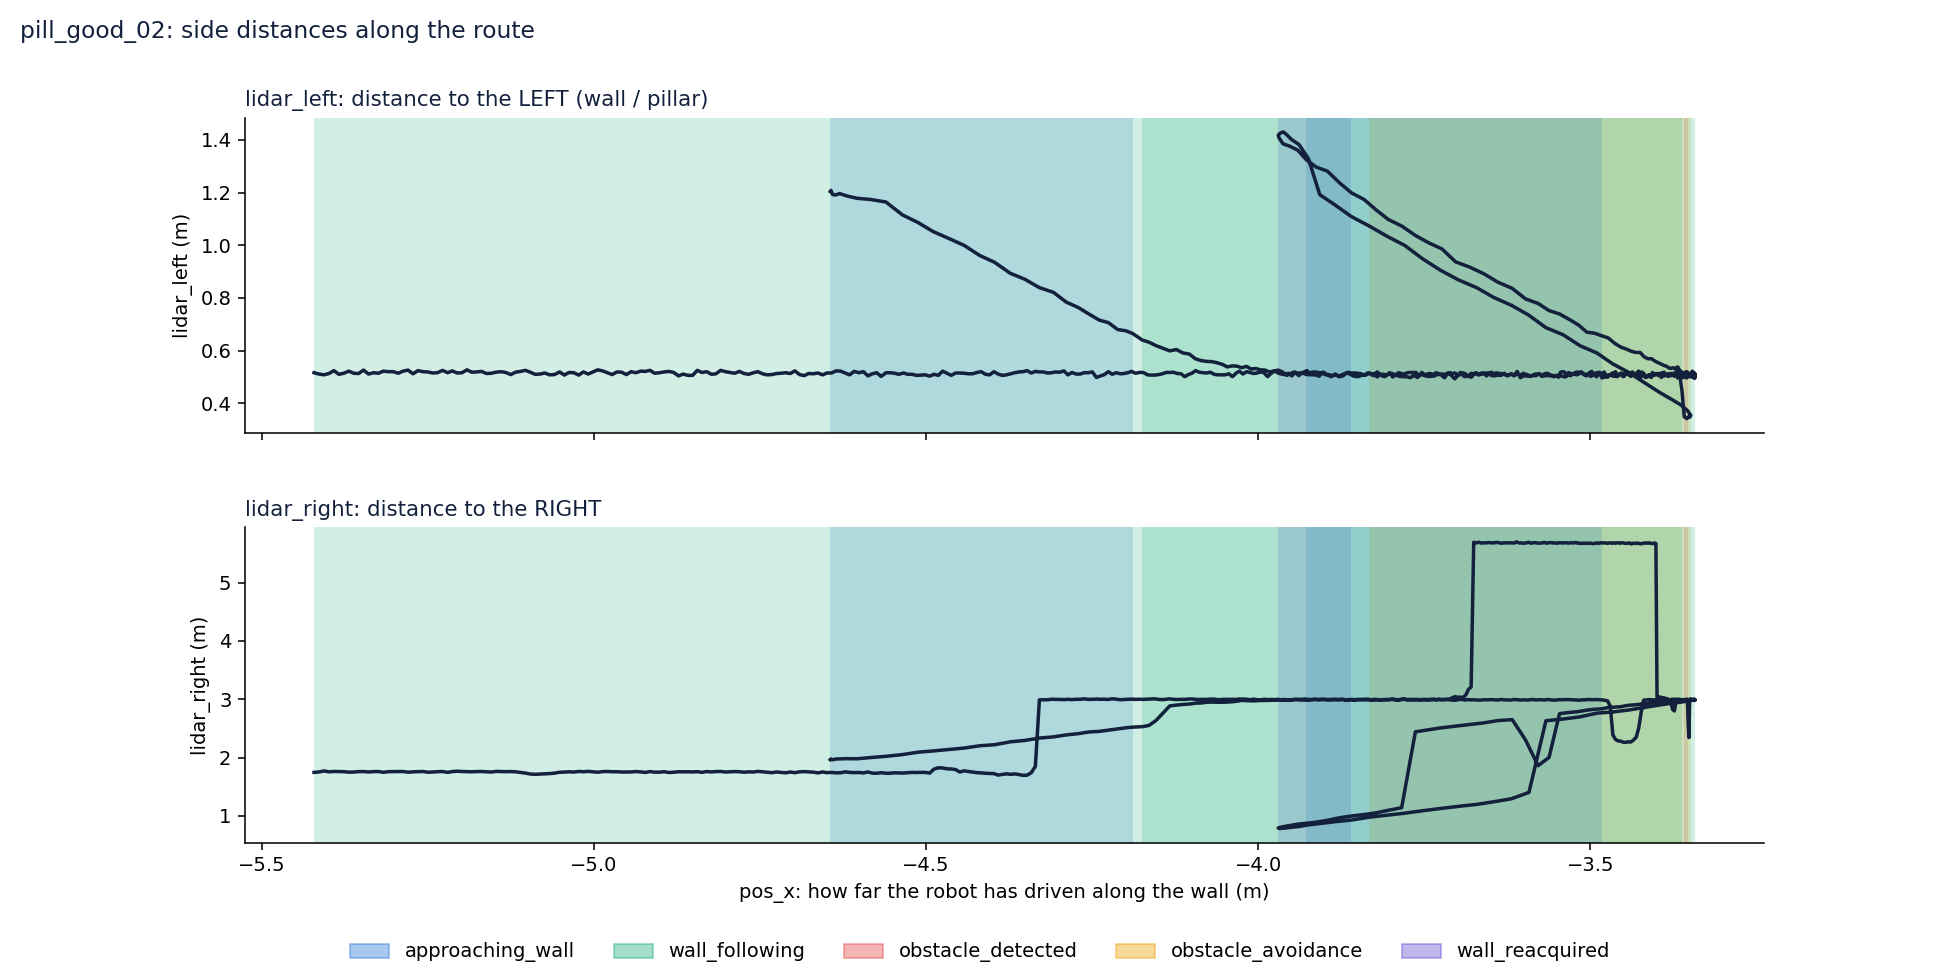 pill_good_02: side distances along the route
lidar_left: distance to the LEFT (wall / pillar)
lidar_left (m)
1.4
1.2
1.0
0.8
0.6
0.4
lidar_right: distance to the RIGHT
lidar_right (m)
5
4
3
2
1
−5.5 −5.0 −4.5 −4.0 −3.5
pos_x: how far the robot has driven along the wall (m)
approaching_wall wall_following obstacle_detected obstacle_avoidance wall_reacquired